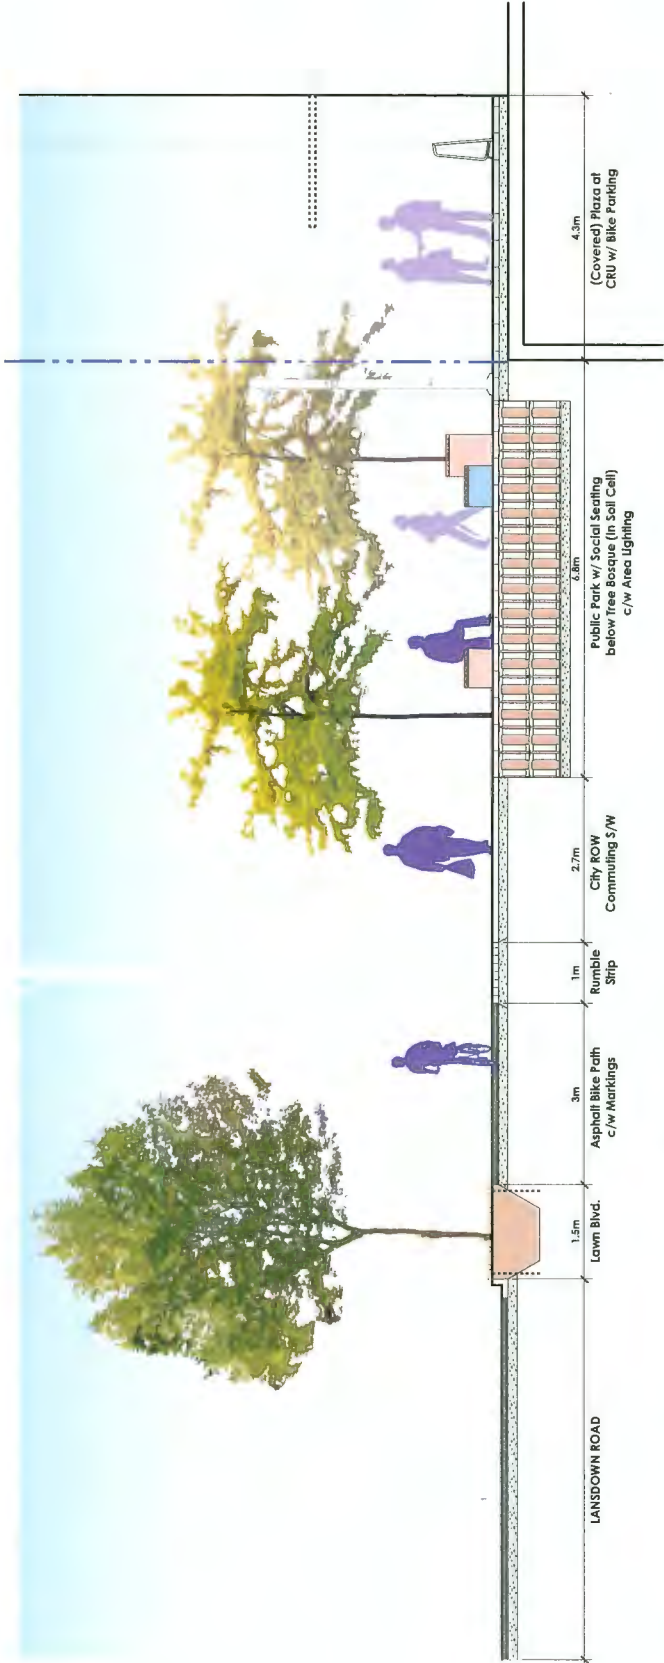 LANSDOWN ROAD
1.5m
Lawn Blvd.
3m
Asphalt Bike Path
c/w Markings
1m
Rumble
Strip
2.7m
City ROW
Commuting S/W
6.8m
Public Park w/ Social Seating
below Tree Bosque (in Soil Cell)
c/w Area Lighting
4.3m
(Covered) Plaza at
CRU w/ Bike Parking